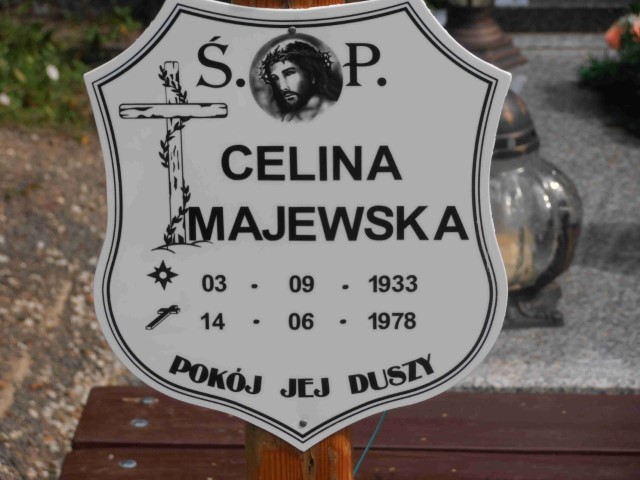 Ś. P.
CELINA
MAJEWSKA
03 - 09 - 1933
14 - 06 - 1978
POKÓJ JEJ DUSZY